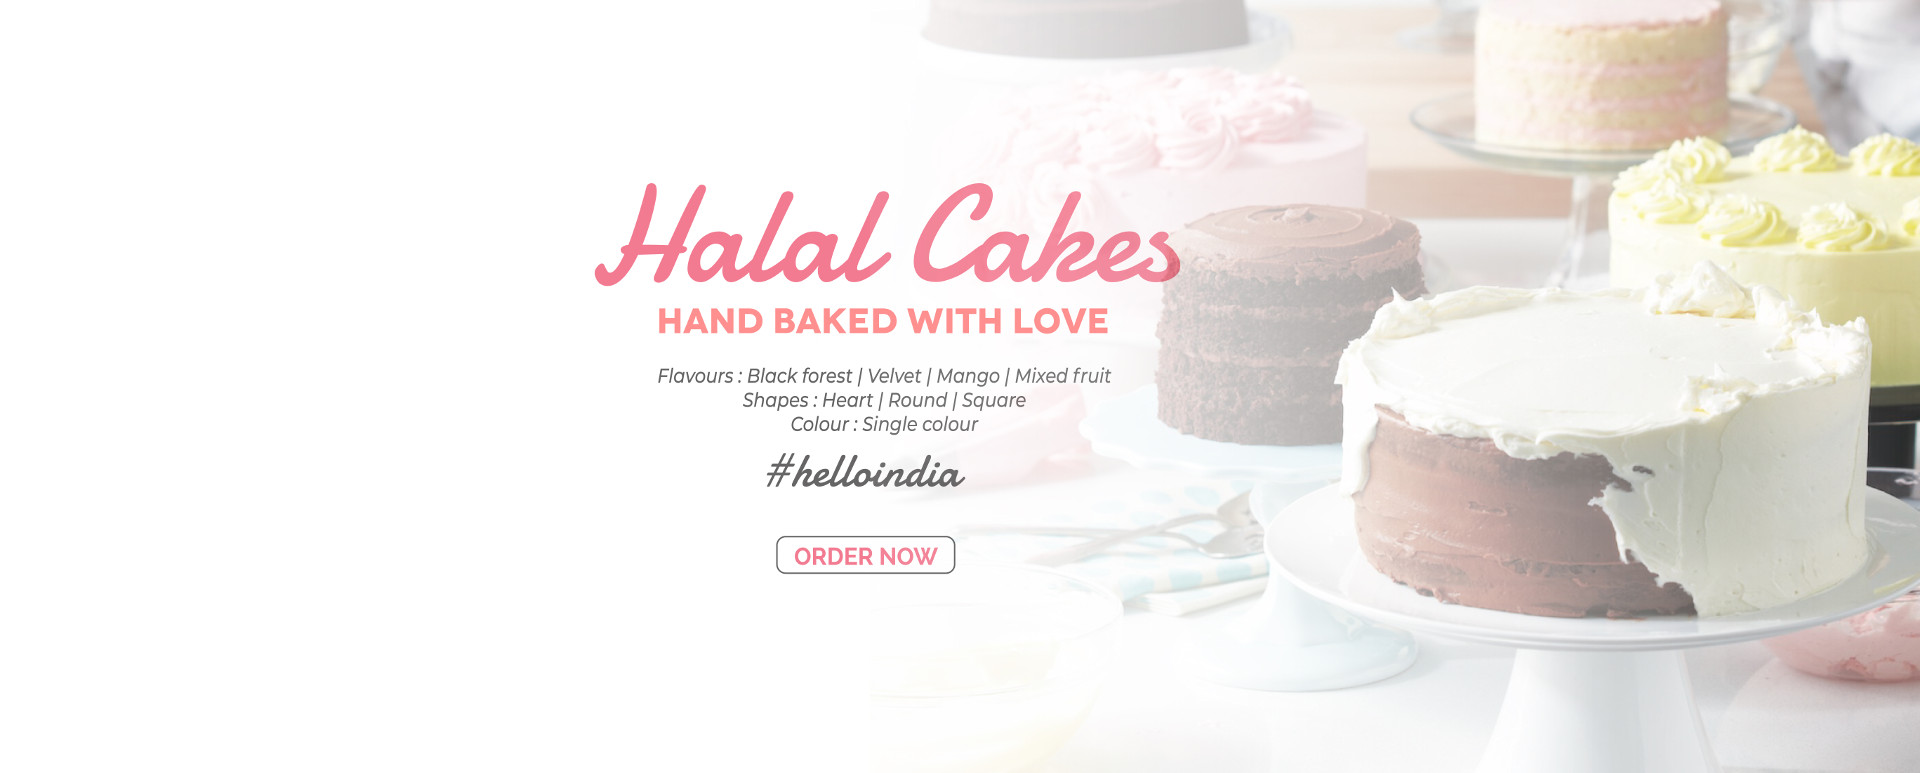 Halal Cakes
HAND BAKED WITH LOVE
Flavours : Black forest | Velvet | Mango | Mixed fruit
Shapes : Heart | Round | Square
Colour : Single colour
#helloindia
ORDER NOW